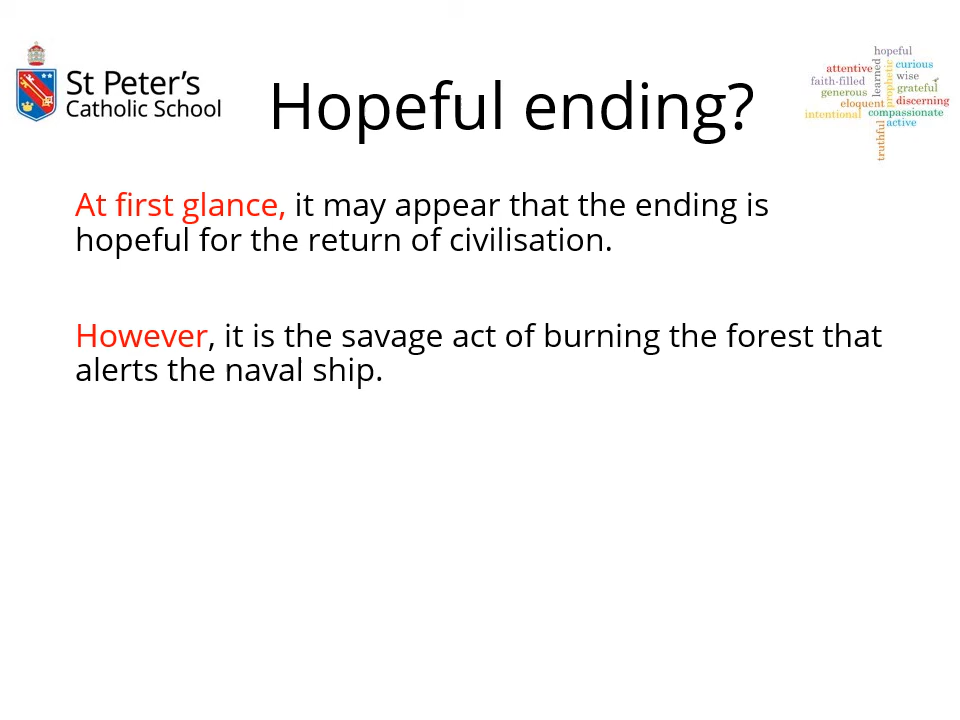 St Peter's
Catholic School
Hopeful ending?
hopeful
attentive
learned
prophetic
curious
faith-filled
wise
generous
grateful
eloquent
discerning
intentional
compassionate
truthful
active
At first glance, it may appear that the ending is
hopeful for the return of civilisation.
However, it is the savage act of burning the forest that
alerts the naval ship.